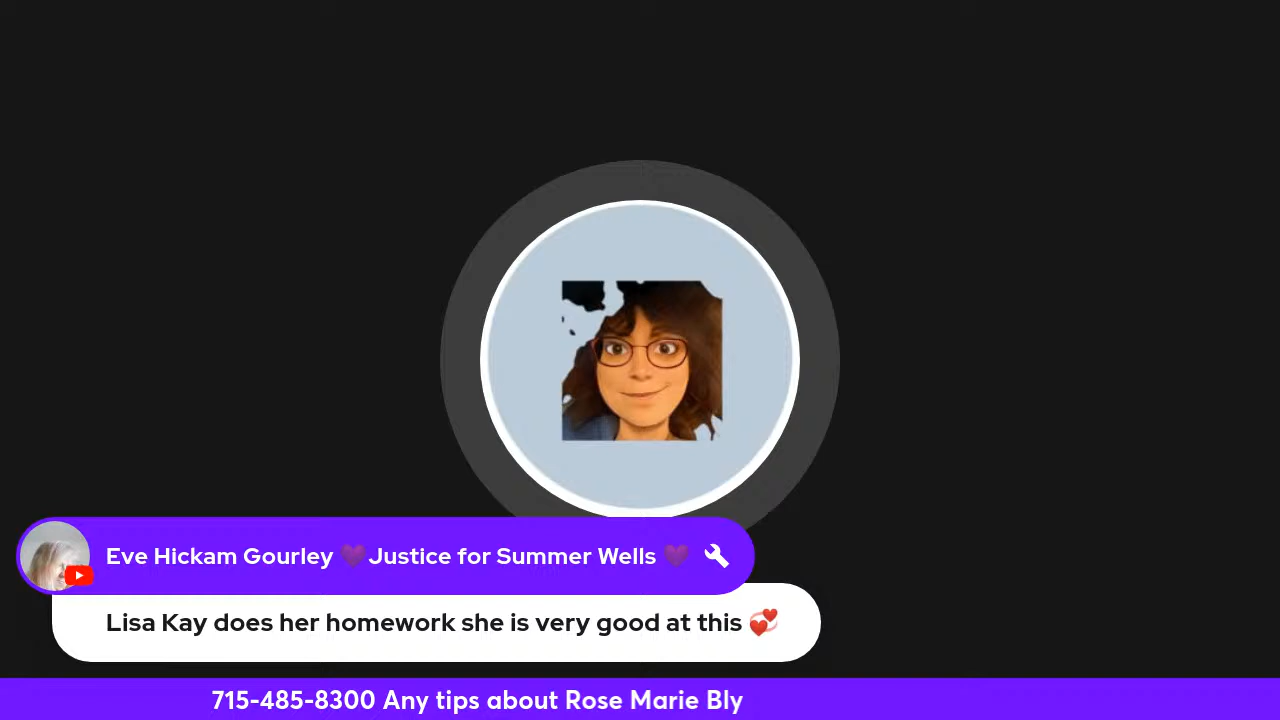 Eve Hickam Gourley 💜Justice for Summer Wells 💜
Lisa Kay does her homework she is very good at this 💞
715-485-8300 Any tips about Rose Marie Bly